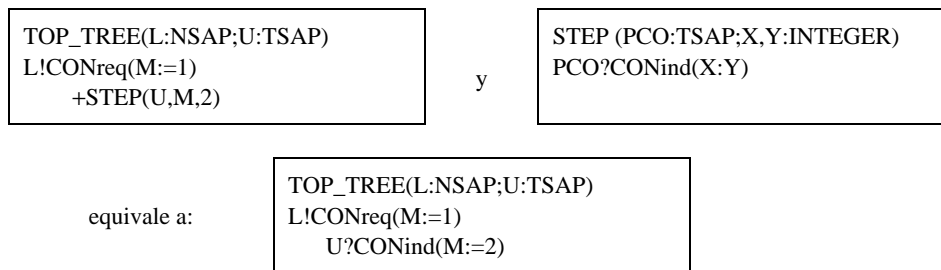 TOP_TREE(L:NSAP;U:TSAP)
L!CONreq(M:=1)
+STEP(U,M,2)
y
STEP (PCO:TSAP;X,Y:INTEGER)
PCO?CONind(X:Y)
equivale a:
TOP_TREE(L:NSAP;U:TSAP)
L!CONreq(M:=1)
U?CONind(M:=2)